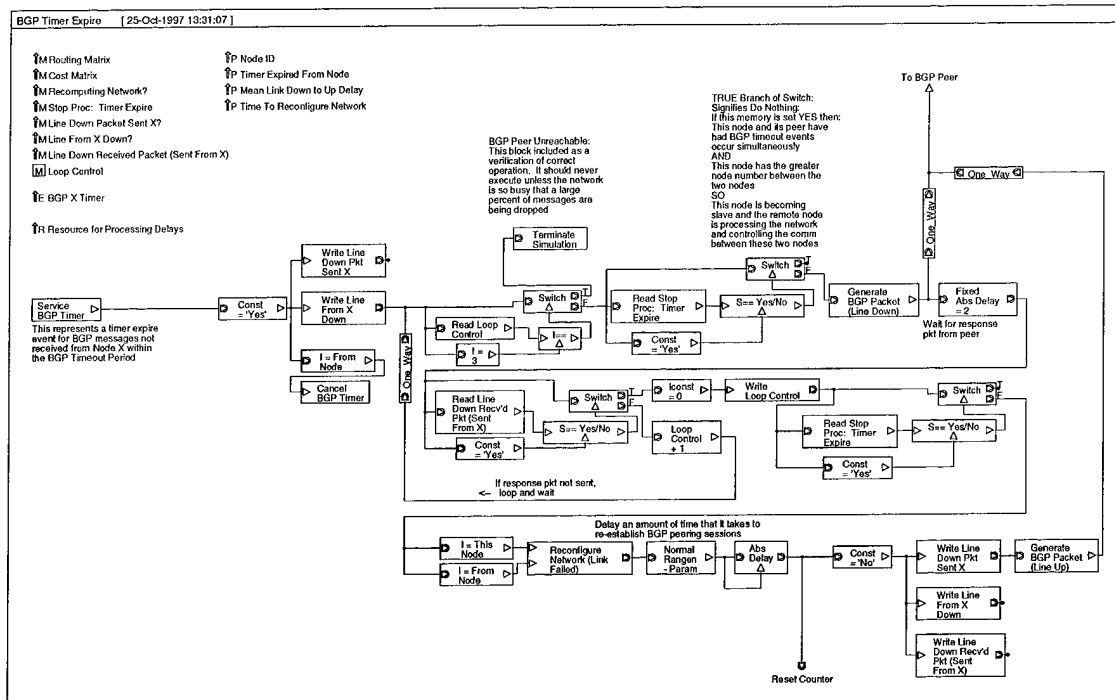 BGP Timer Expire [ 25-Oct-1997 13:31:07 ]
⇑M Routing Matrix
⇑M Cost Matrix
⇑M Recomputing Network?
⇑M Stop Proc: Timer Expire
⇑M Line Down Packet Sent X?
⇑M Line From X Down?
⇑M Line Down Received Packet (Sent From X)
M Loop Control
⇑E BGP X Timer
⇑R Resource for Processing Delays
⇑P Node ID
⇑P Timer Expired From Node
⇑P Mean Link Down to Up Delay
⇑P Time To Reconfigure Network
BGP Peer Unreachable:
This block included as a
verification of correct
operation. It should never
execute unless the network
is so busy that a large
percent of messages are
being dropped
TRUE Branch of Switch:
Signifies Do Nothing:
If this memory is set YES then:
This node and its peer have
had BGP timeout events
occur simultaneously
AND
This node has the greater
node number between the
two nodes
SO
This node is becoming
slave and the remote node
is processing the network
and controlling the comm
between these two nodes
To BGP Peer
One_Way
One_Way
Service
BGP Timer
This represents a timer expire
event for BGP messages not
received from Node X within
the BGP Timeout Period
Const
= 'Yes'
Write Line
Down Pkt
Sent X
Write Line
From X
Down
I = From
Node
Cancel
BGP Timer
One_Way
Terminate
Simulation
Switch
T
F
Read Loop
Control
I =
3
I==
Read Stop
Proc: Timer
Expire
Const
= 'Yes'
S== Yes/No
Switch
T
F
Generate
BGP Packet
(Line Down)
Fixed
Abs Delay
= 2
Wait for response
pkt from peer
Read Line
Down Recv'd
Pkt (Sent
From X)
Const
= 'Yes'
S== Yes/No
Switch
T
F
Iconst
= 0
Write
Loop Control
Loop
Control
+ 1
If response pkt not sent,
<- loop and wait
Read Stop
Proc: Timer
Expire
Const
= 'Yes'
S== Yes/No
Switch
T
F
Delay an amount of time that it takes to
re-establish BGP peering sessions
I = This
Node
I = From
Node
Reconfigure
Network (Link
Failed)
Normal
Rangen
- Param
Abs
Delay
Const
= 'No'
Write Line
Down Pkt
Sent X
Generate
BGP Packet
(Line Up)
Write Line
From X
Down
Write Line
Down Recv'd
Pkt (Sent
From X)
Reset Counter